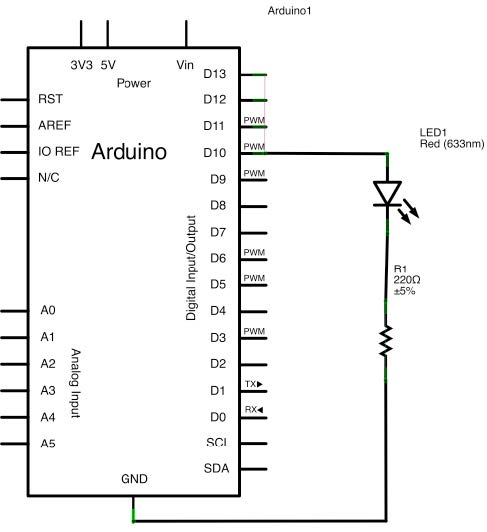 Arduino1
3V3 5V Vin
Power
D13
RST
D12
AREF
D11 PWM
IO REF
Arduino
D10 PWM
N/C
D9 PWM
D8
D7
D6 PWM
D5 PWM
Digital Input/Output
A0
D4
A1
D3 PWM
A2
D2
A3
D1 TX▶
A4
D0 RX◀
A5
SCL
SDA
Analog Input
GND
LED1
Red (633nm)
R1
220Ω
±5%